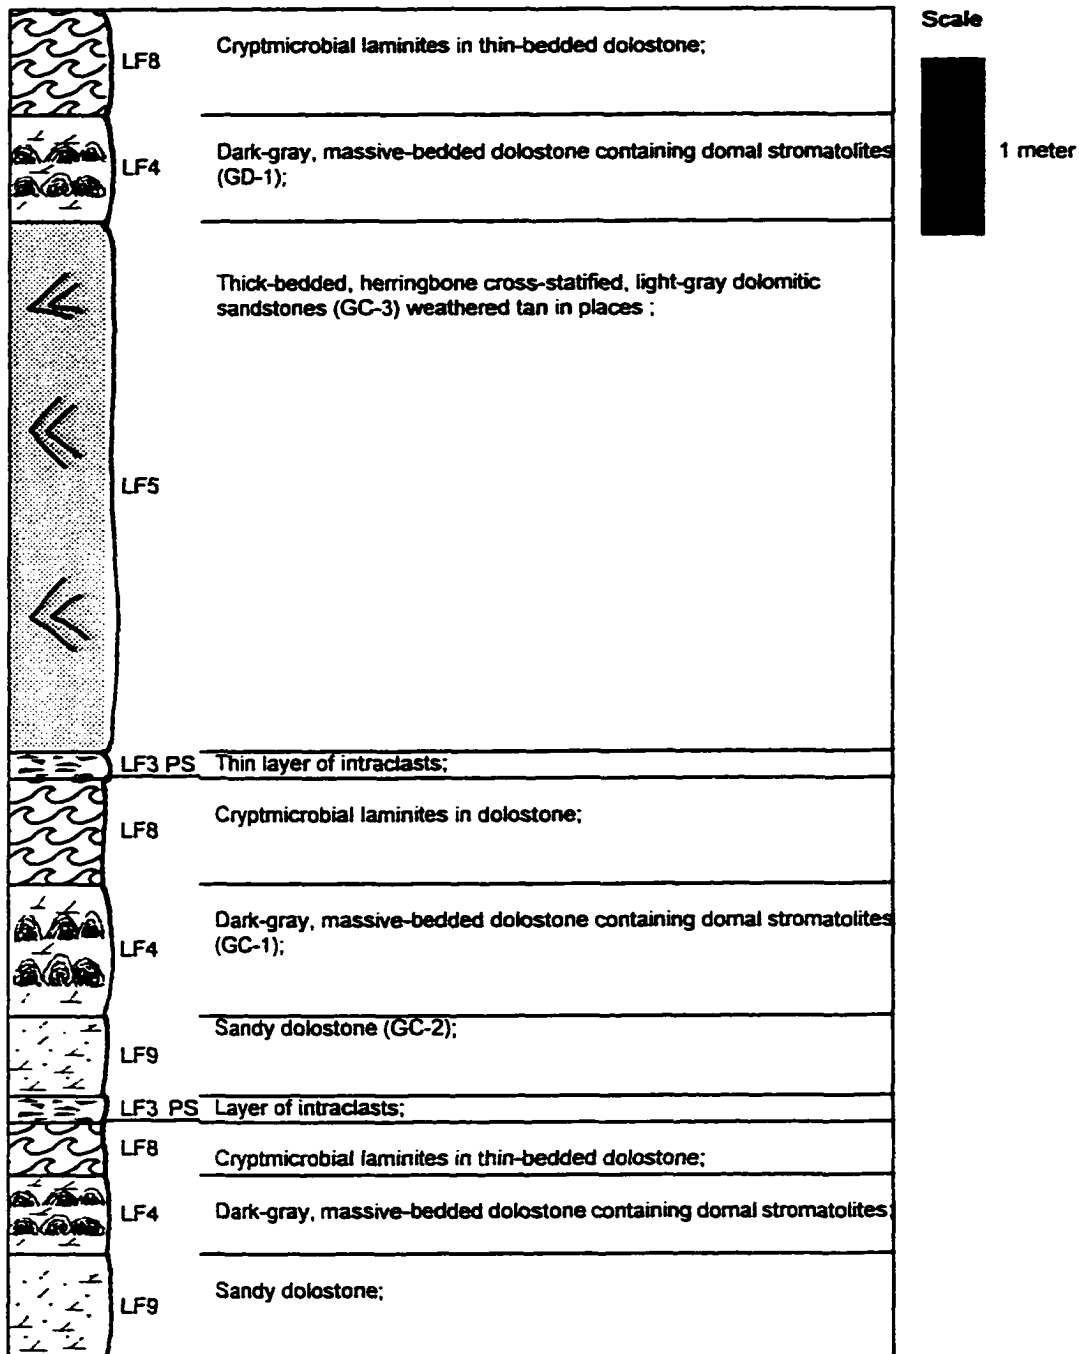 Scale
1 meter
LF8 Cryptmicrobial laminites in thin-bedded dolostone;
LF4 Dark-gray, massive-bedded dolostone containing domal stromatolites
(GD-1);
Thick-bedded, herringbone cross-statified, light-gray dolomitic
sandstones (GC-3) weathered tan in places ;
LF5
LF3 PS Thin layer of intraclasts;
LF8 Cryptmicrobial laminites in dolostone;
LF4 Dark-gray, massive-bedded dolostone containing domal stromatolites
(GC-1);
Sandy dolostone (GC-2);
LF9
LF3 PS Layer of intraclasts;
LF8 Cryptmicrobial laminites in thin-bedded dolostone;
LF4 Dark-gray, massive-bedded dolostone containing domal stromatolites;
LF9 Sandy dolostone;